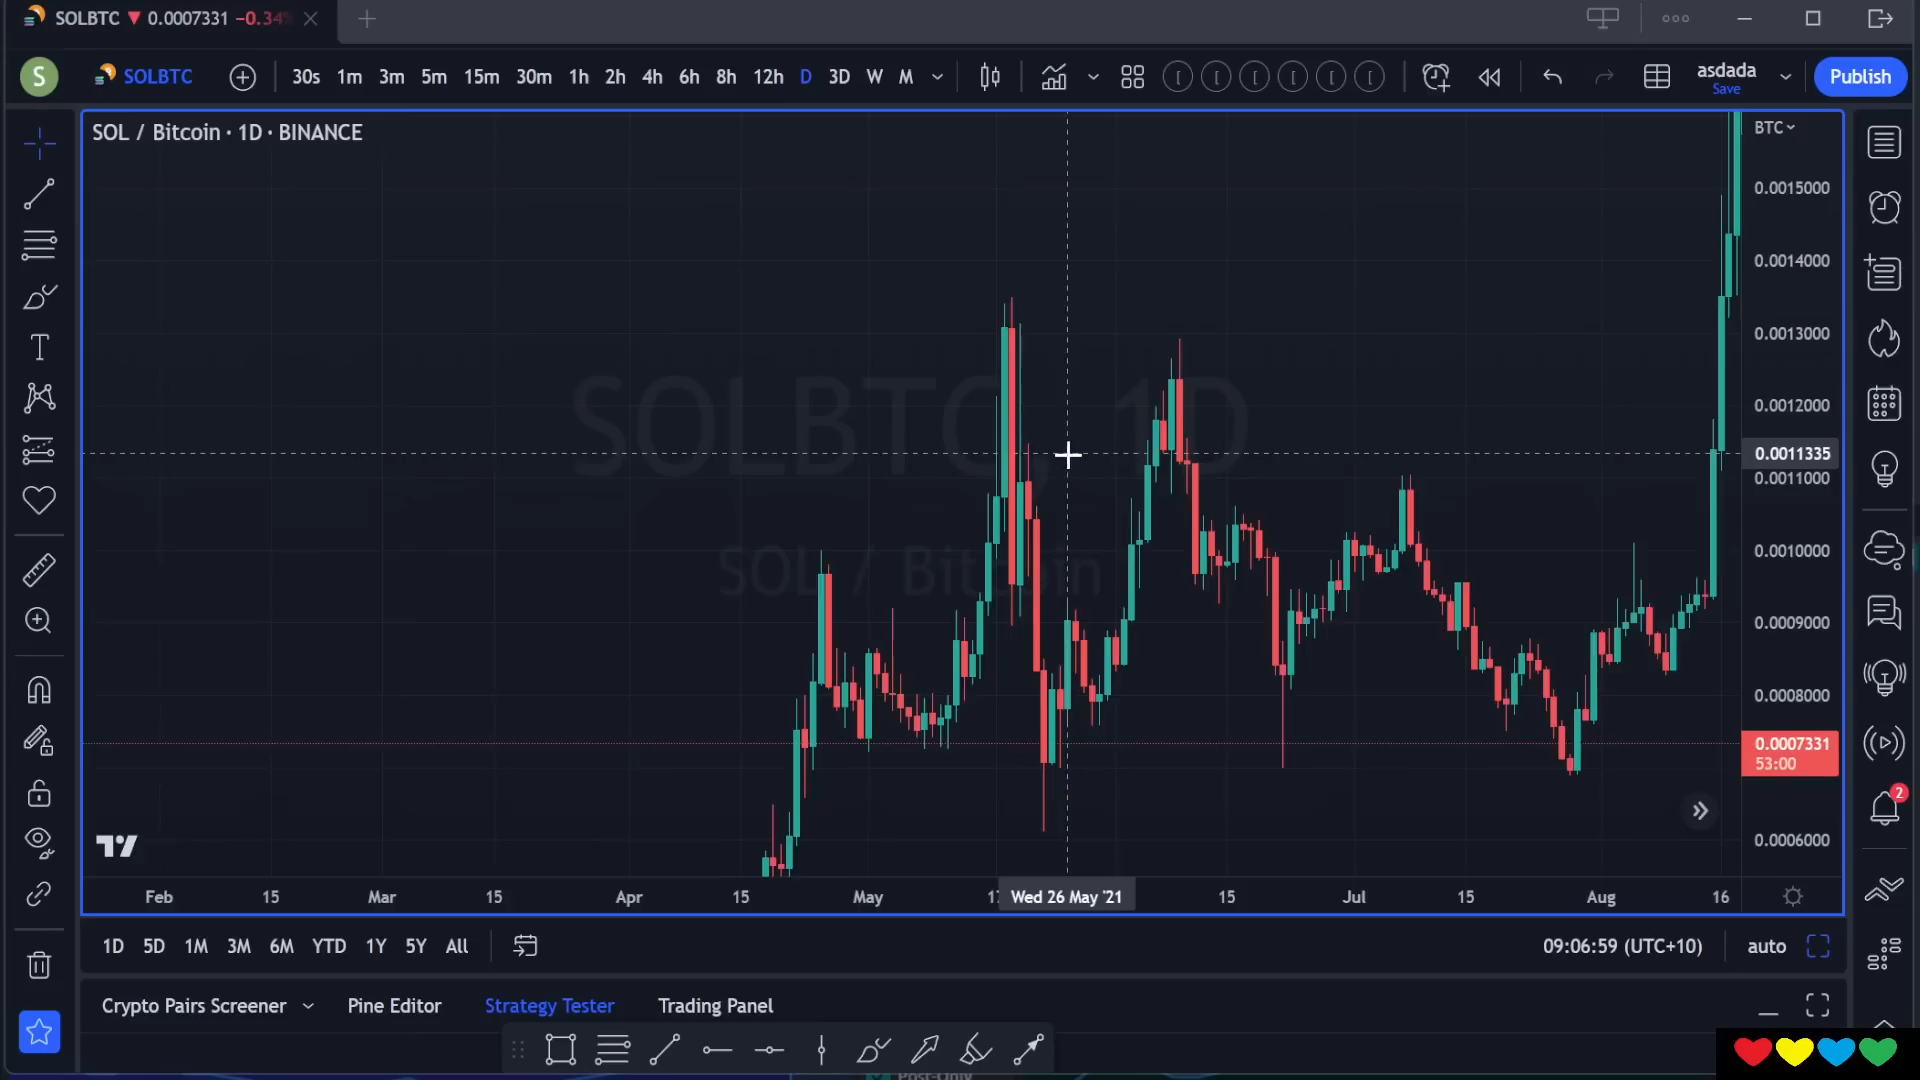 SOLBTC ▼ 0.0007331 −0.34%
S
SOLBTC 30s 1m 3m 5m 15m 30m 1h 2h 4h 6h 8h 12h D 3D W M
[ [ [ [ [ [
asdada
Save
Publish
SOL / Bitcoin · 1D · BINANCE
BTC
SOLBTC, 1D
SOL / Bitcoin
0.0015000
0.0014000
0.0013000
0.0012000
0.0011335
0.0011000
0.0010000
0.0009000
0.0008000
0.0007331
53:00
0.0006000
2
Feb 15 Mar 15 Apr 15 May 17 Wed 26 May '21 15 Jul 15 Aug 16
1D 5D 1M 3M 6M YTD 1Y 5Y All
09:06:59 (UTC+10) auto
Crypto Pairs Screener Pine Editor Strategy Tester Trading Panel
Post-Only